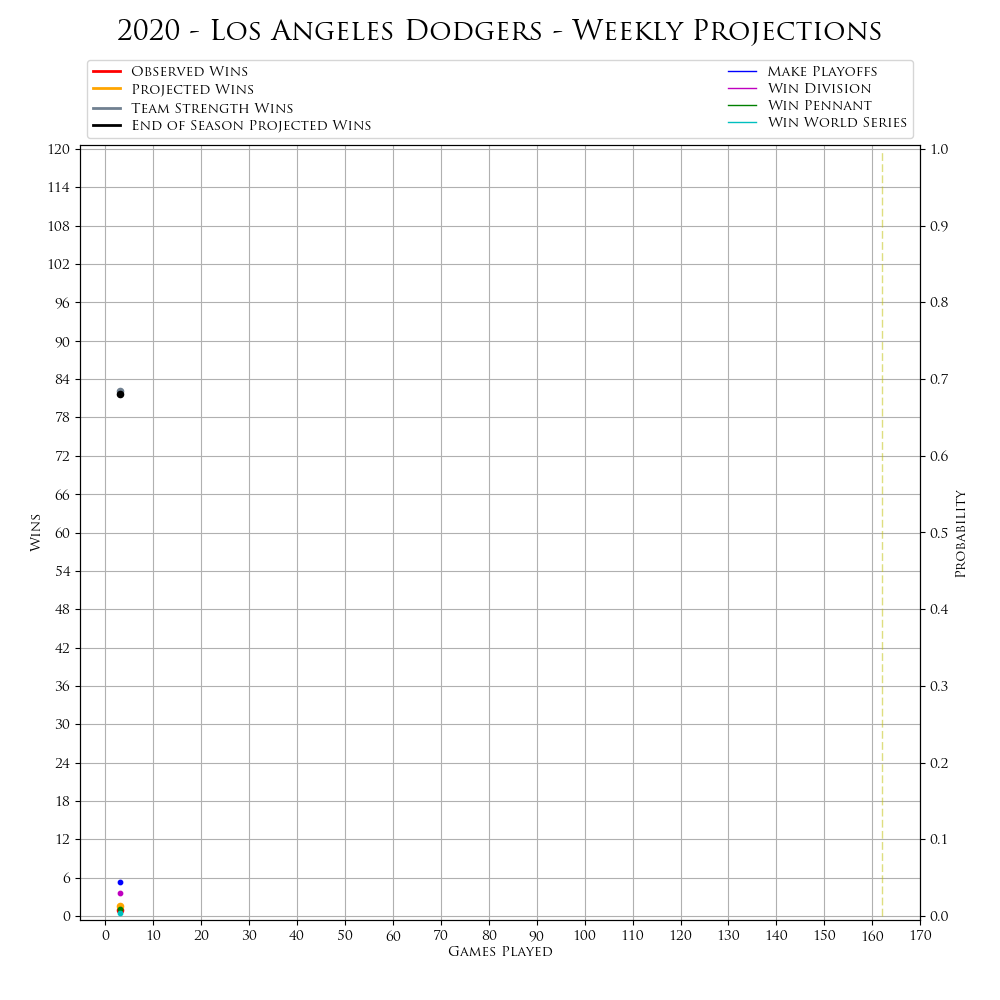 2020 - Los Angeles Dodgers - Weekly Projections
Observed Wins
Projected Wins
Team Strength Wins
End of Season Projected Wins
Make Playoffs
Win Division
Win Pennant
Win World Series
120
114
108
102
96
90
84
78
72
66
60
54
48
42
36
30
24
18
12
6
0
Wins
1.0
0.9
0.8
0.7
0.6
0.5
0.4
0.3
0.2
0.1
0.0
Probability
0 10 20 30 40 50 60 70 80 90 100 110 120 130 140 150 160 170
Games Played